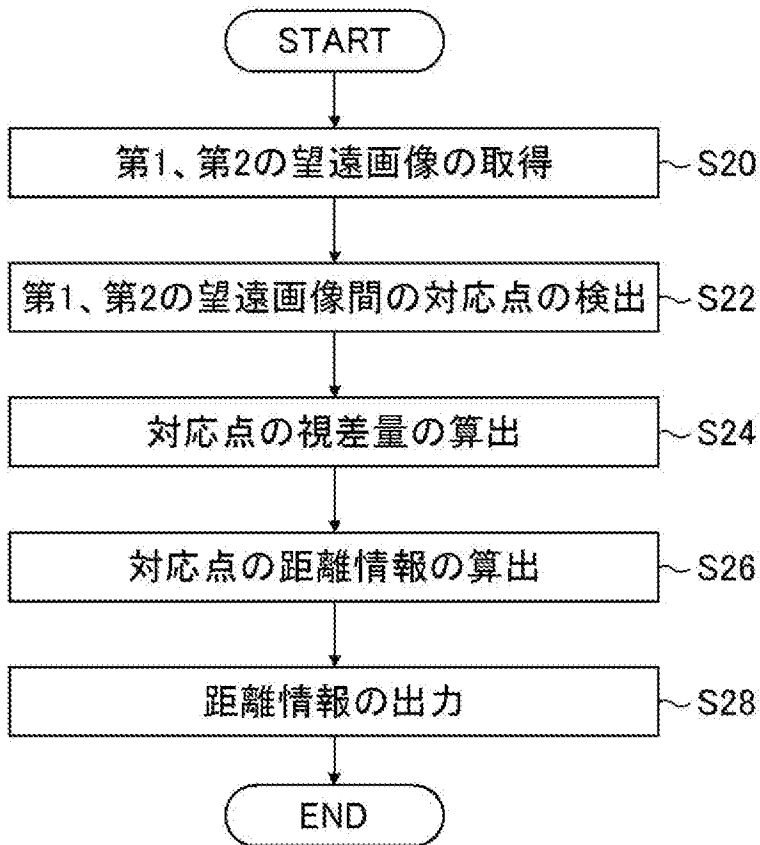 START
第1、第2の望遠画像の取得
S20
第1、第2の望遠画像間の対応点の検出
S22
対応点の視差量の算出
S24
対応点の距離情報の算出
S26
距離情報の出力
S28
END